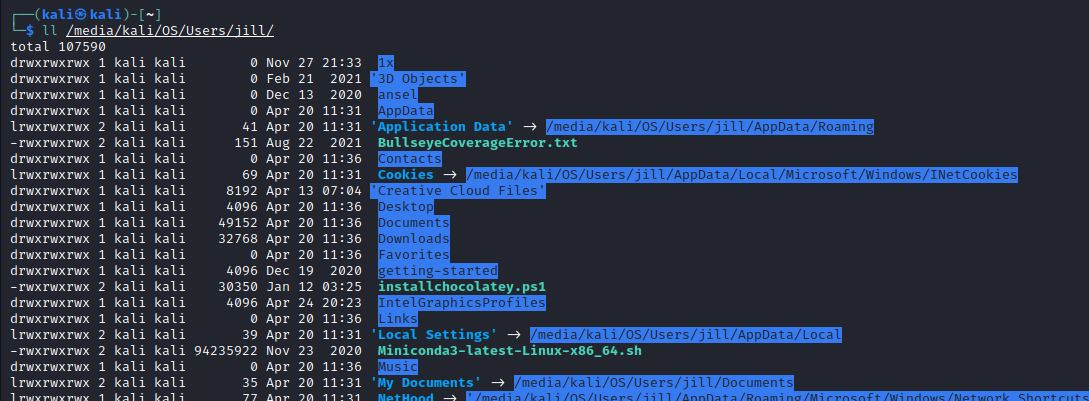 ┌──(kali㉿kali)-[~]
└─$ ll /media/kali/OS/Users/jill/
total 107590
drwxrwxrwx 1 kali kali        0 Nov 27 21:33  1x
drwxrwxrwx 1 kali kali        0 Feb 21  2021 '3D Objects'
drwxrwxrwx 1 kali kali        0 Dec 13  2020  ansel
drwxrwxrwx 1 kali kali        0 Apr 20 11:31  AppData
lrwxrwxrwx 2 kali kali       41 Apr 20 11:31 'Application Data' -> /media/kali/OS/Users/jill/AppData/Roaming
-rwxrwxrwx 2 kali kali      151 Aug 22  2021  BullseyeCoverageError.txt
drwxrwxrwx 1 kali kali        0 Apr 20 11:36  Contacts
lrwxrwxrwx 2 kali kali       69 Apr 20 11:31  Cookies -> /media/kali/OS/Users/jill/AppData/Local/Microsoft/Windows/INetCookies
drwxrwxrwx 1 kali kali     8192 Apr 13 07:04 'Creative Cloud Files'
drwxrwxrwx 1 kali kali     4096 Apr 20 11:36  Desktop
drwxrwxrwx 1 kali kali    49152 Apr 20 11:36  Documents
drwxrwxrwx 1 kali kali    32768 Apr 20 11:36  Downloads
drwxrwxrwx 1 kali kali        0 Apr 20 11:36  Favorites
drwxrwxrwx 1 kali kali     4096 Dec 19  2020  getting-started
-rwxrwxrwx 2 kali kali    30350 Jan 12 03:25  installchocolatey.ps1
drwxrwxrwx 1 kali kali     4096 Apr 24 20:23  IntelGraphicsProfiles
drwxrwxrwx 1 kali kali        0 Apr 20 11:36  Links
lrwxrwxrwx 2 kali kali       39 Apr 20 11:31 'Local Settings' -> /media/kali/OS/Users/jill/AppData/Local
-rwxrwxrwx 2 kali kali 94235922 Nov 23  2020  Miniconda3-latest-Linux-x86_64.sh
drwxrwxrwx 1 kali kali        0 Apr 20 11:36  Music
lrwxrwxrwx 2 kali kali       35 Apr 20 11:31 'My Documents' -> /media/kali/OS/Users/jill/Documents
lrwxrwxrwx 2 kali kali       77 Apr 20 11:31  NetHood -> '/media/kali/OS/Users/jill/AppData/Roaming/Microsoft/Windows/Network Shortcut